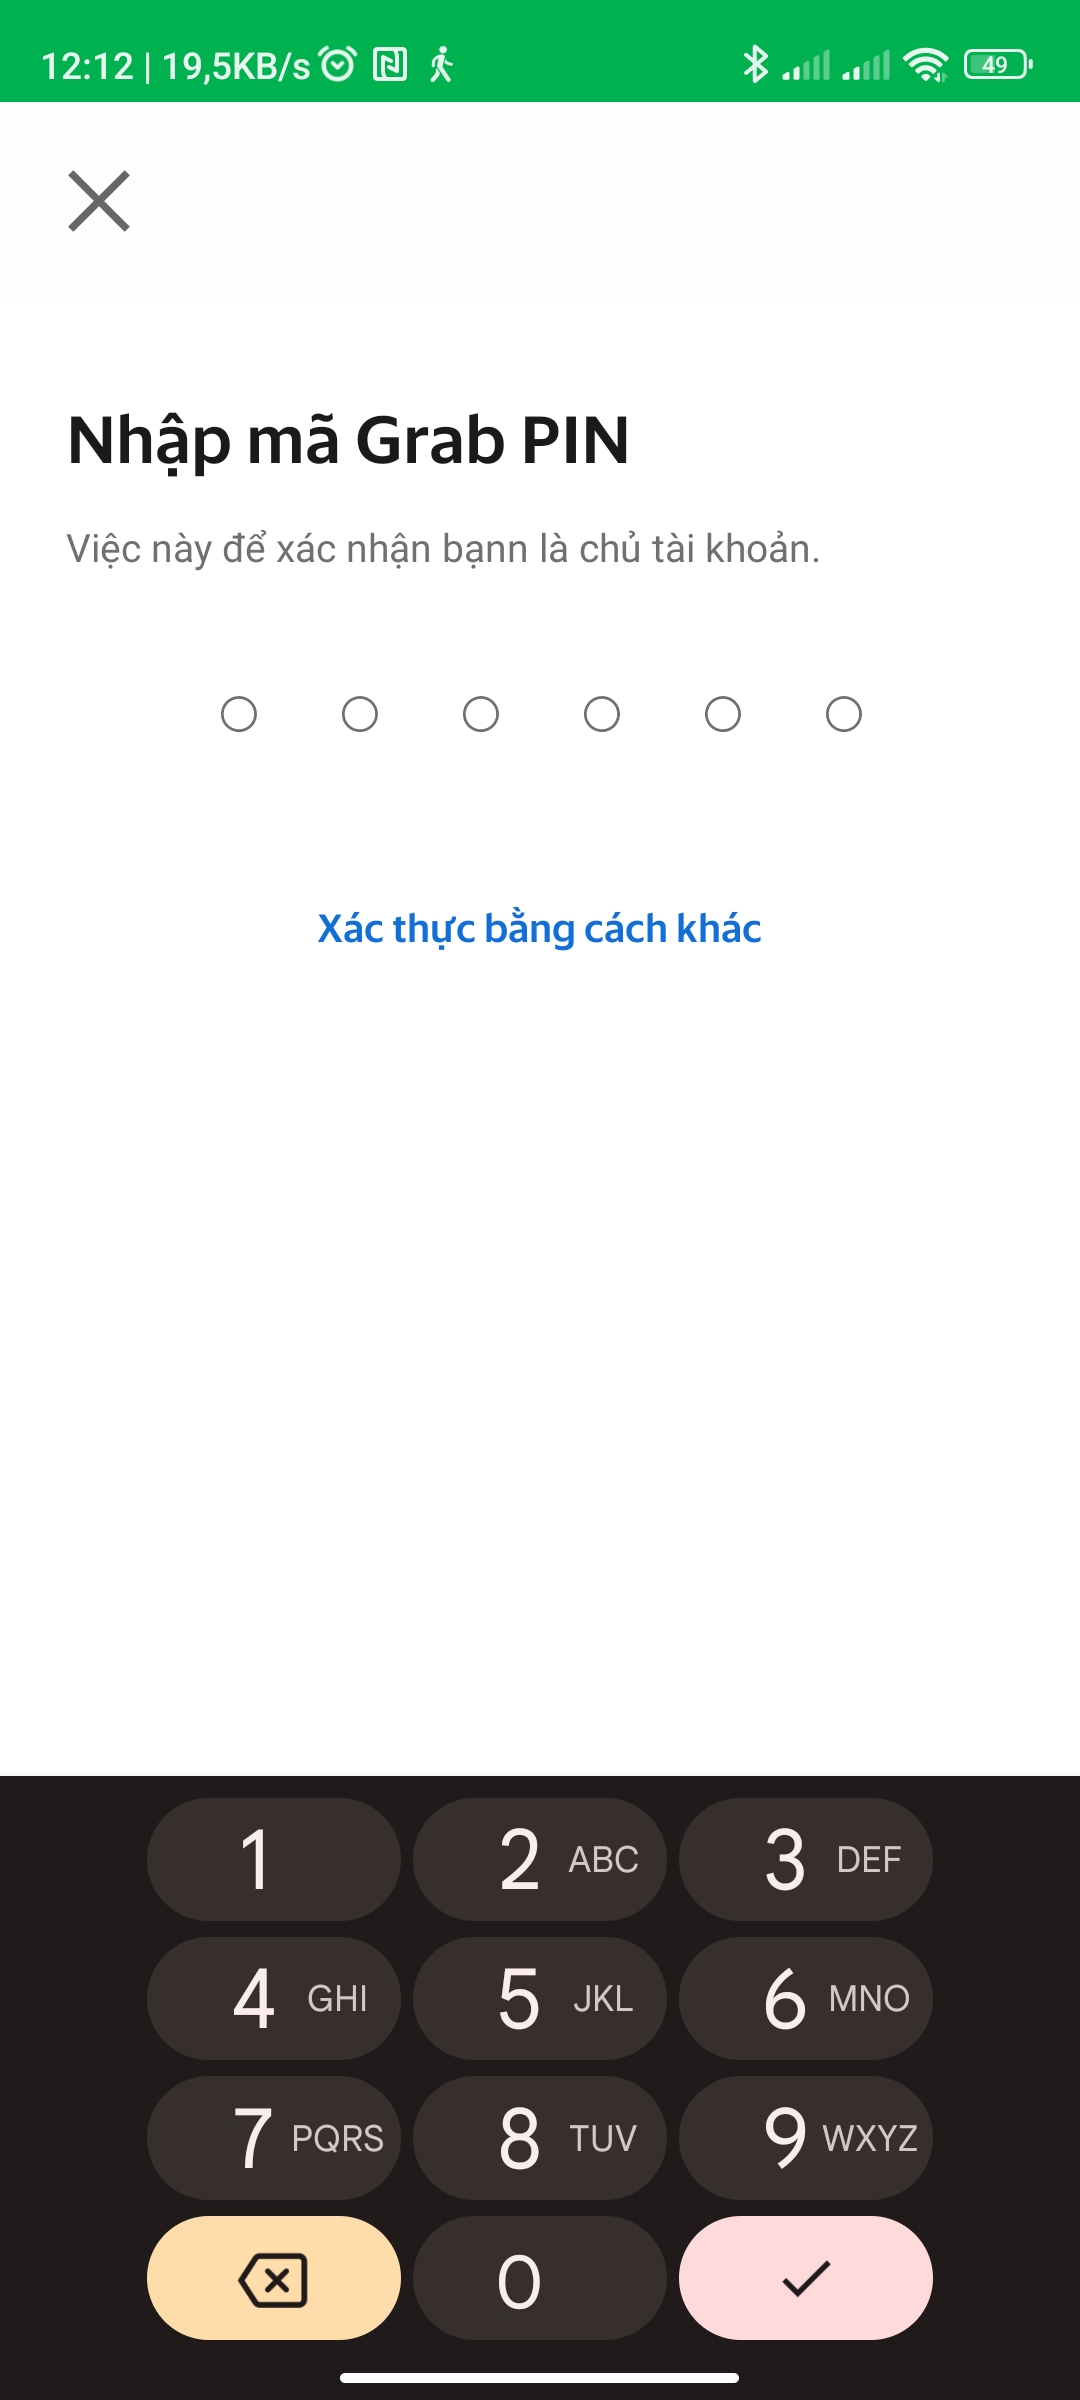 12:12 | 19,5KB/s 49
Nhập mã Grab PIN
Việc này để xác nhận bạnn là chủ tài khoản.
Xác thực bằng cách khác
1 2 ABC 3 DEF
4 GHI 5 JKL 6 MNO
7 PQRS 8 TUV 9 WXYZ
0